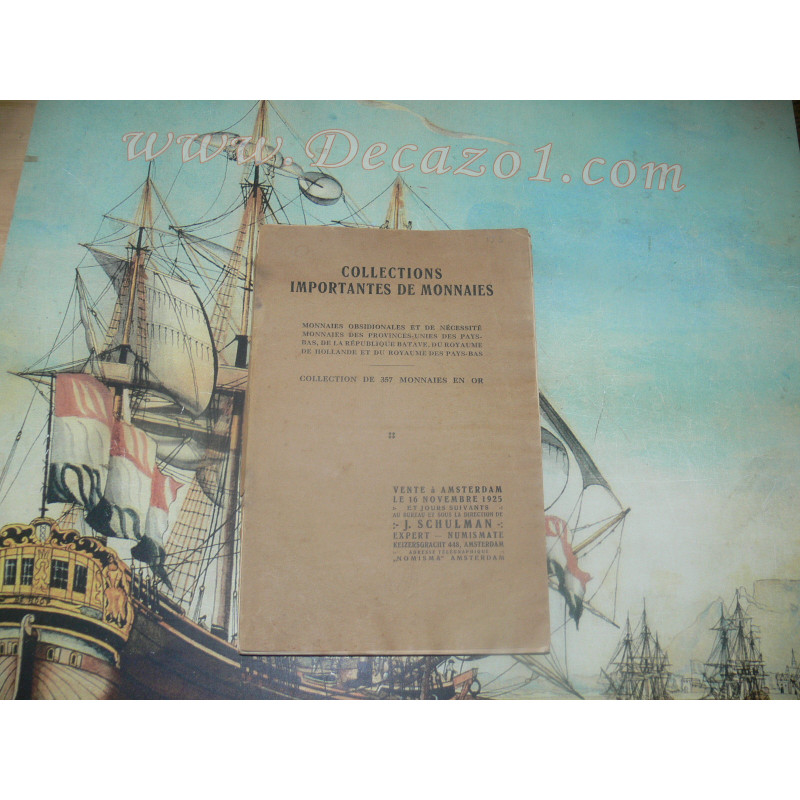 www.Decazo1.com
COLLECTIONS
IMPORTANTES DE MONNAIES
MONNAIES OBSIDIONALES ET DE NÉCESSITÉ
MONNAIES DES PROVINCES-UNIES DES PAYS-
BAS, DE LA RÉPUBLIQUE BATAVE, DU ROYAUME
DE HOLLANDE ET DU ROYAUME DES PAYS-BAS
COLLECTION DE 357 MONNAIES EN OR
VENTE à AMSTERDAM
LE 16 NOVEMBRE 1925
ET JOURS SUIVANTS
AU BUREAU ET SOUS LA DIRECTION DE
J. SCHULMAN
EXPERT — NUMISMATE
KEIZERSGRACHT 448, AMSTERDAM
ADRESSE TÉLÉGRAPHIQUE
„NUMISMA" AMSTERDAM